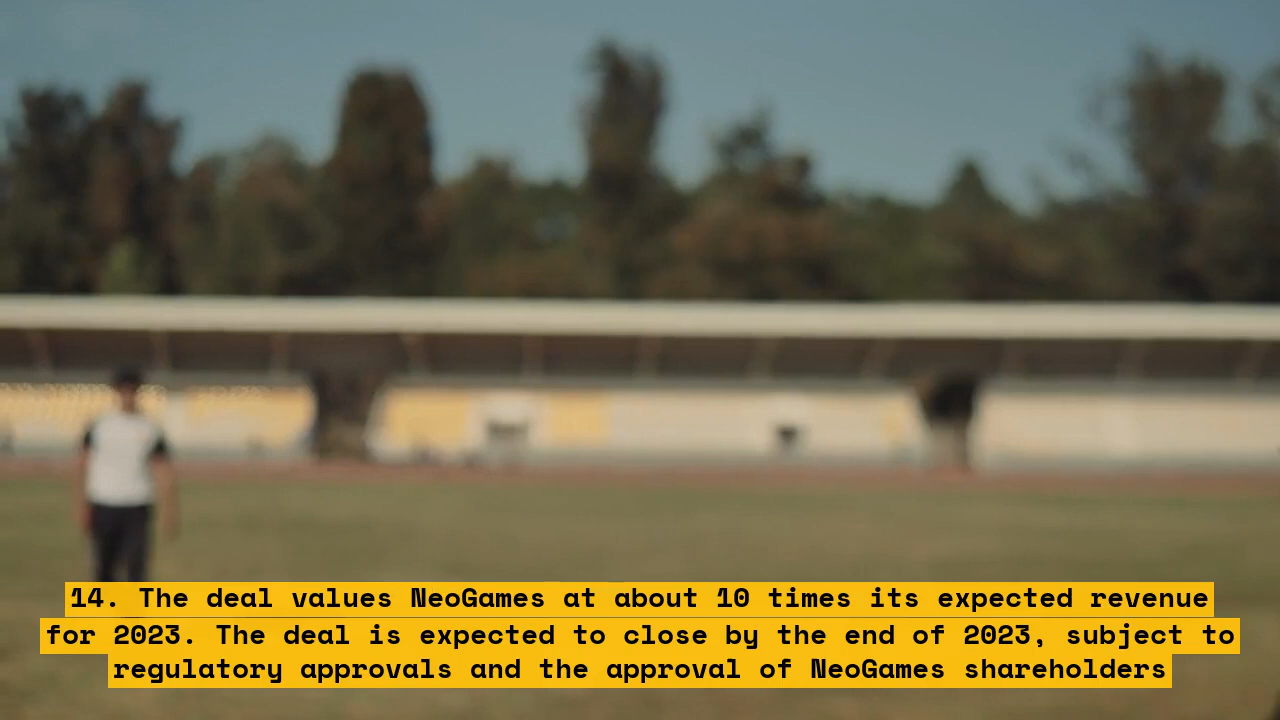 14. The deal values NeoGames at about 10 times its expected revenue
for 2023. The deal is expected to close by the end of 2023, subject to
regulatory approvals and the approval of NeoGames shareholders